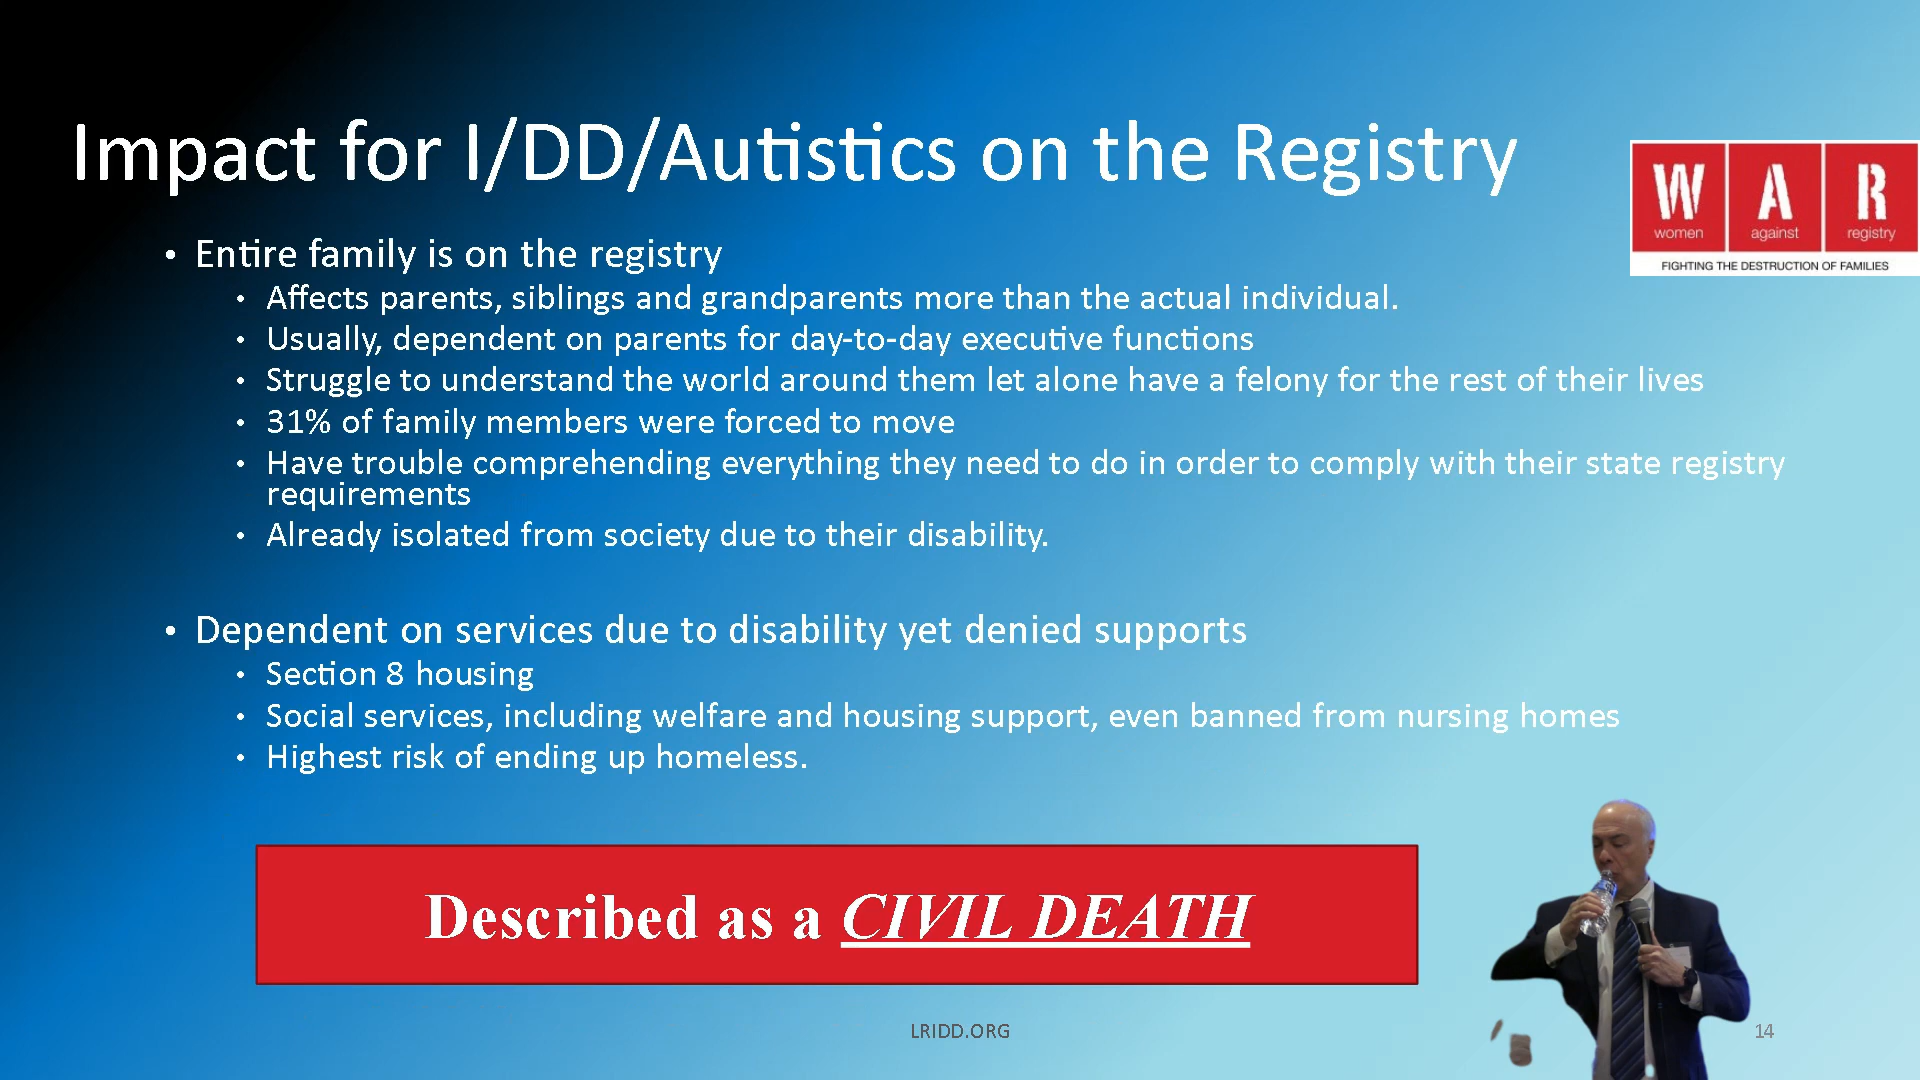 Impact for I/DD/Autistics on the Registry
W A R
women against registry
FIGHTING THE DESTRUCTION OF FAMILIES
• Entire family is on the registry
• Affects parents, siblings and grandparents more than the actual individual.
• Usually, dependent on parents for day-to-day executive functions
• Struggle to understand the world around them let alone have a felony for the rest of their lives
• 31% of family members were forced to move
• Have trouble comprehending everything they need to do in order to comply with their state registry
requirements
• Already isolated from society due to their disability.
• Dependent on services due to disability yet denied supports
• Section 8 housing
• Social services, including welfare and housing support, even banned from nursing homes
• Highest risk of ending up homeless.
Described as a CIVIL DEATH
LRIDD.ORG
14